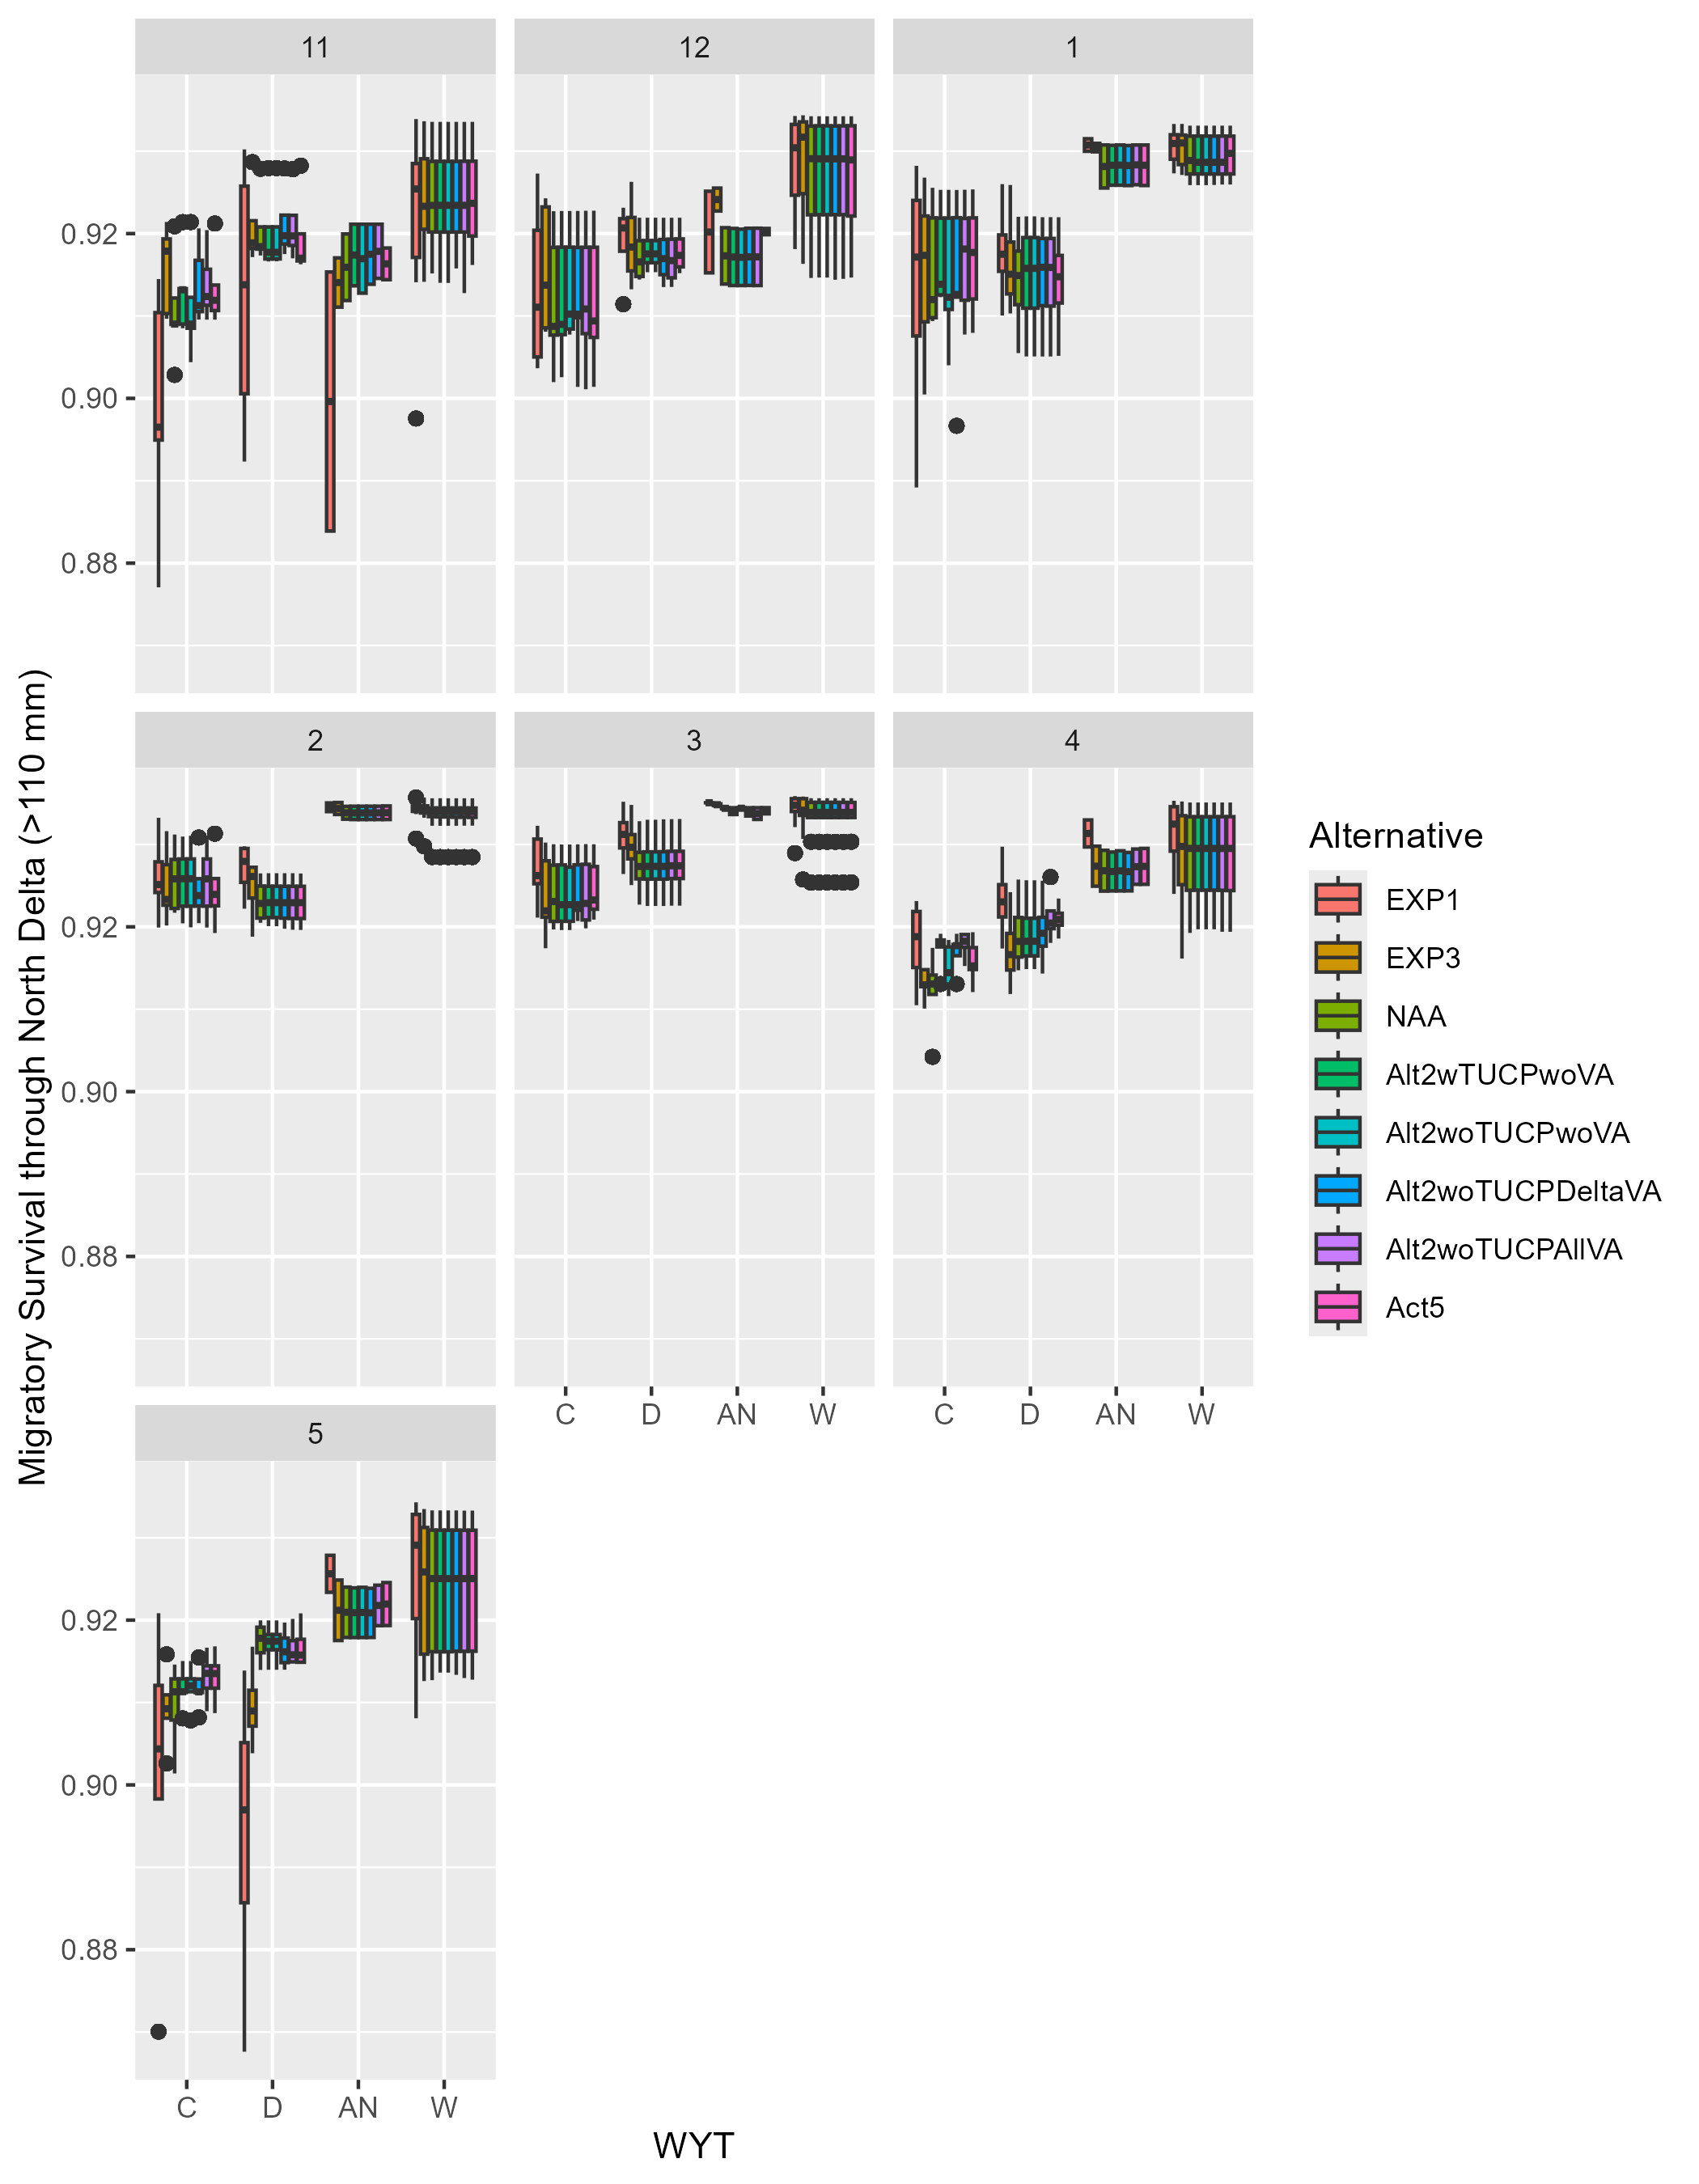 11
12
1
0.92
0.90
0.88
2
3
4
0.92
0.90
0.88
C D AN W
C D AN W
5
0.92
0.90
0.88
C D AN W
WYT
Migratory Survival through North Delta (>110 mm)
Alternative
EXP1
EXP3
NAA
Alt2wTUCPwoVA
Alt2woTUCPwoVA
Alt2woTUCPDeltaVA
Alt2woTUCPAllVA
Act5